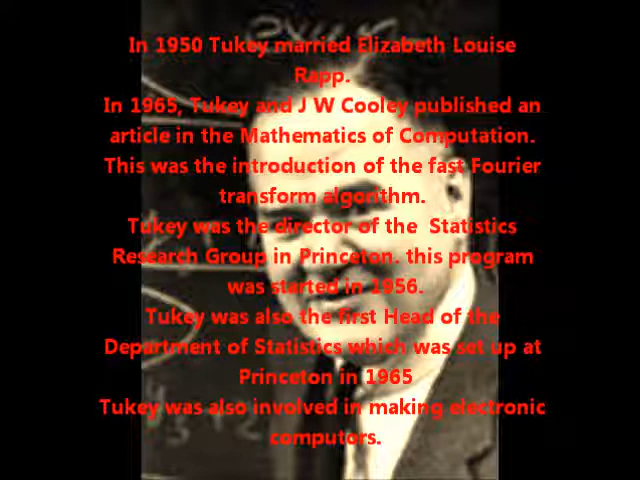 In 1950 Tukey married Elizabeth Louise
Rapp.
In 1965, Tukey and J W Cooley published an
article in the Mathematics of Computation.
This was the introduction of the fast Fourier
transform algorithm.
Tukey was the director of the Statistics
Research Group in Princeton. this program
was started in 1956.
Tukey was also the first Head of the
Department of Statistics which was set up at
Princeton in 1965
Tukey was also involved in making electronic
computors.